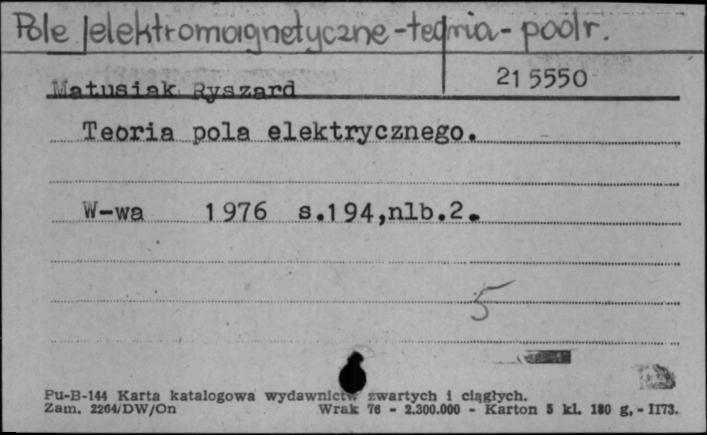 Pole elektromagnetyczne-teoria-podr.
21 5550
Matusiak Ryszard
Teoria pola elektrycznego.
W-wa 1976 s.194,nlb.2.
5
Pu-B-144 Karta katalogowa wydawnictw zwartych i ciągłych.
Zam. 2264/DW/On Wrak 76 - 2.300.000 - Karton 5 kl. 180 g, - II73.